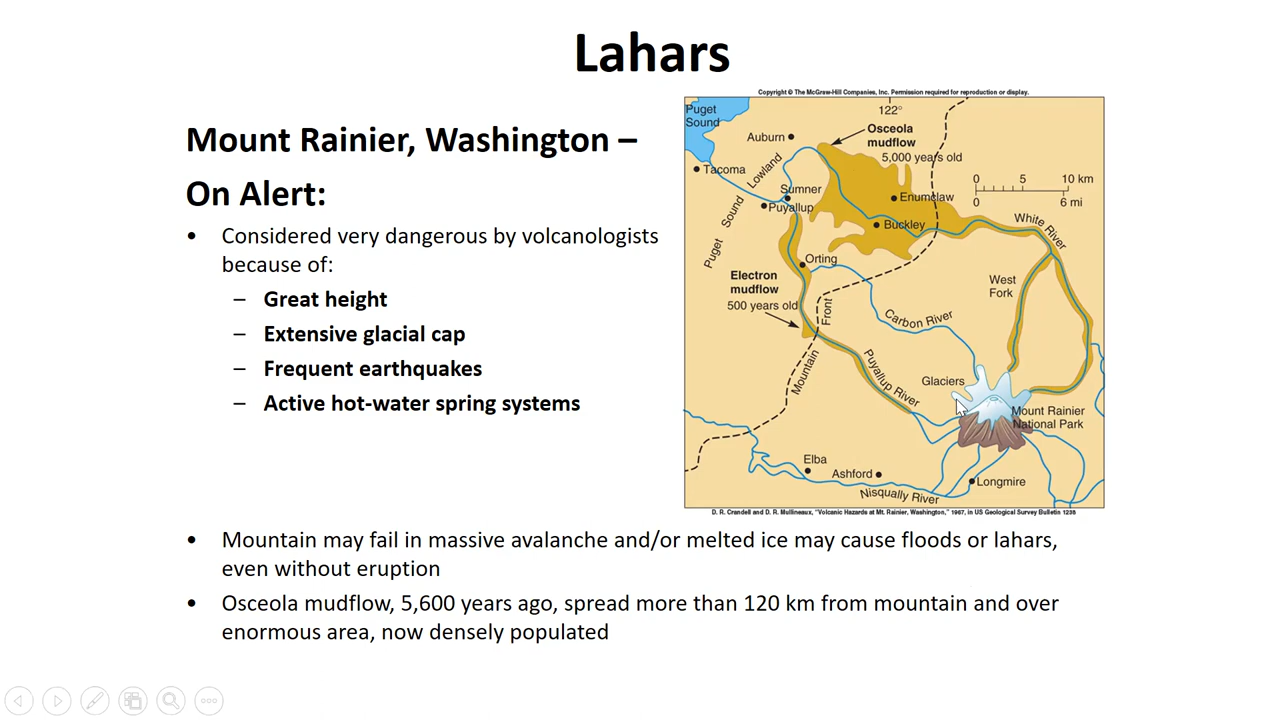 Lahars
Mount Rainier, Washington –
On Alert:
• Considered very dangerous by volcanologists
because of:
– Great height
– Extensive glacial cap
– Frequent earthquakes
– Active hot-water spring systems
Copyright © The McGraw-Hill Companies, Inc. Permission required for reproduction or display.
Puget
Sound
122°
Auburn
Osceola
mudflow
5,000 years old
Tacoma
Lowland
0 5 10 km
0 6 mi
Sumner
Puyallup
Enumclaw
Sound
Puget
Buckley
White River
Orting
Electron
mudflow
500 years old
West
Fork
Front
Mountain
Carbon River
Puyallup River
Glaciers
Mount Rainier
National Park
Elba
Ashford
Longmire
Nisqually River
D. R. Crandell and D. R. Mullineaux, "Volcanic Hazards at Mt. Rainier, Washington," 1967, in US Geological Survey Bulletin 1238
• Mountain may fail in massive avalanche and/or melted ice may cause floods or lahars,
even without eruption
• Osceola mudflow, 5,600 years ago, spread more than 120 km from mountain and over
enormous area, now densely populated